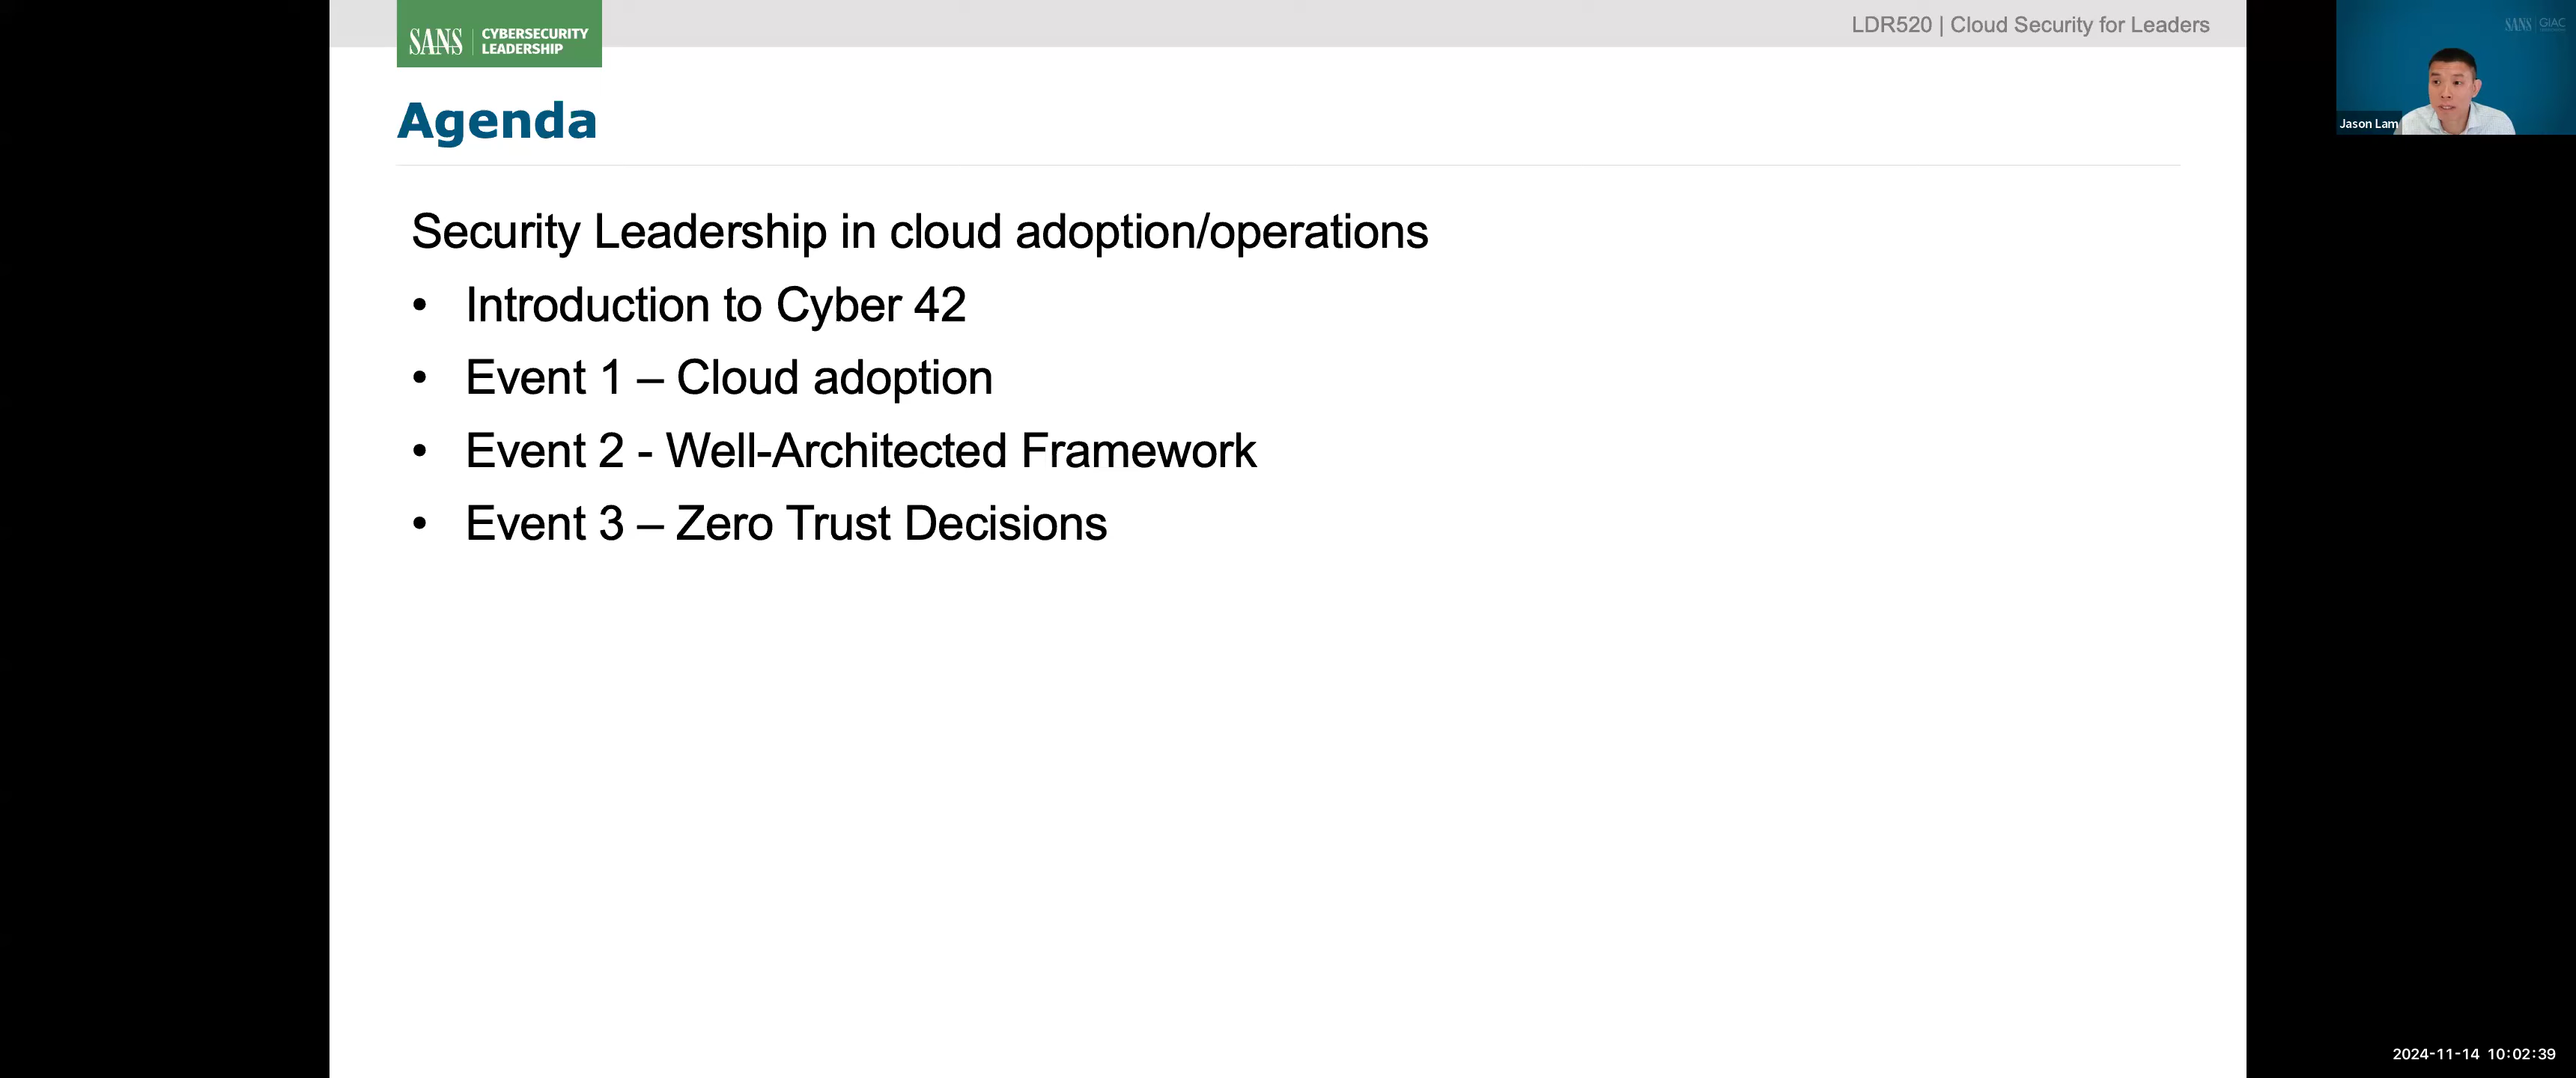 SANS
CYBERSECURITY
LEADERSHIP
LDR520 | Cloud Security for Leaders
SANS | GIAC
Jason Lam
Agenda
Security Leadership in cloud adoption/operations
• Introduction to Cyber 42
• Event 1 – Cloud adoption
• Event 2 - Well-Architected Framework
• Event 3 – Zero Trust Decisions
2024-11-14 10:02:39